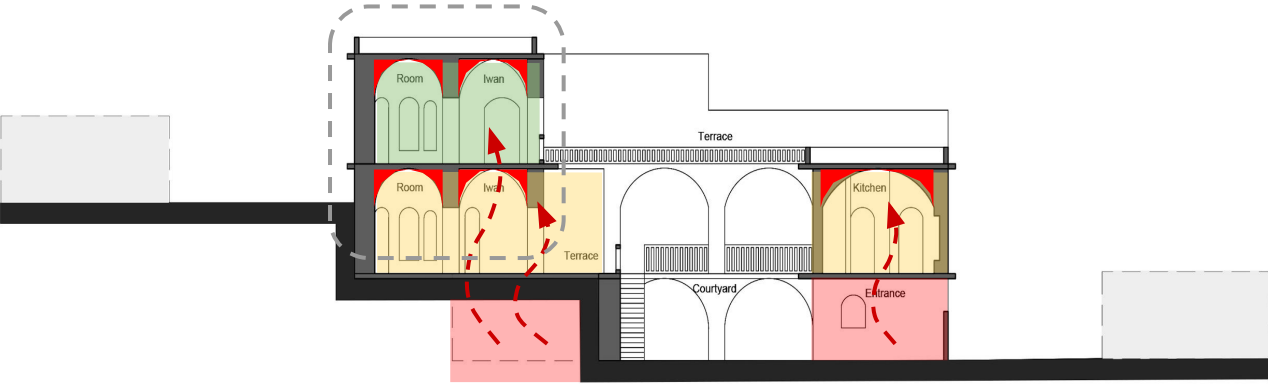 Room
Iwan
Terrace
Room
Iwan
Kitchen
Terrace
Courtyard
Entrance